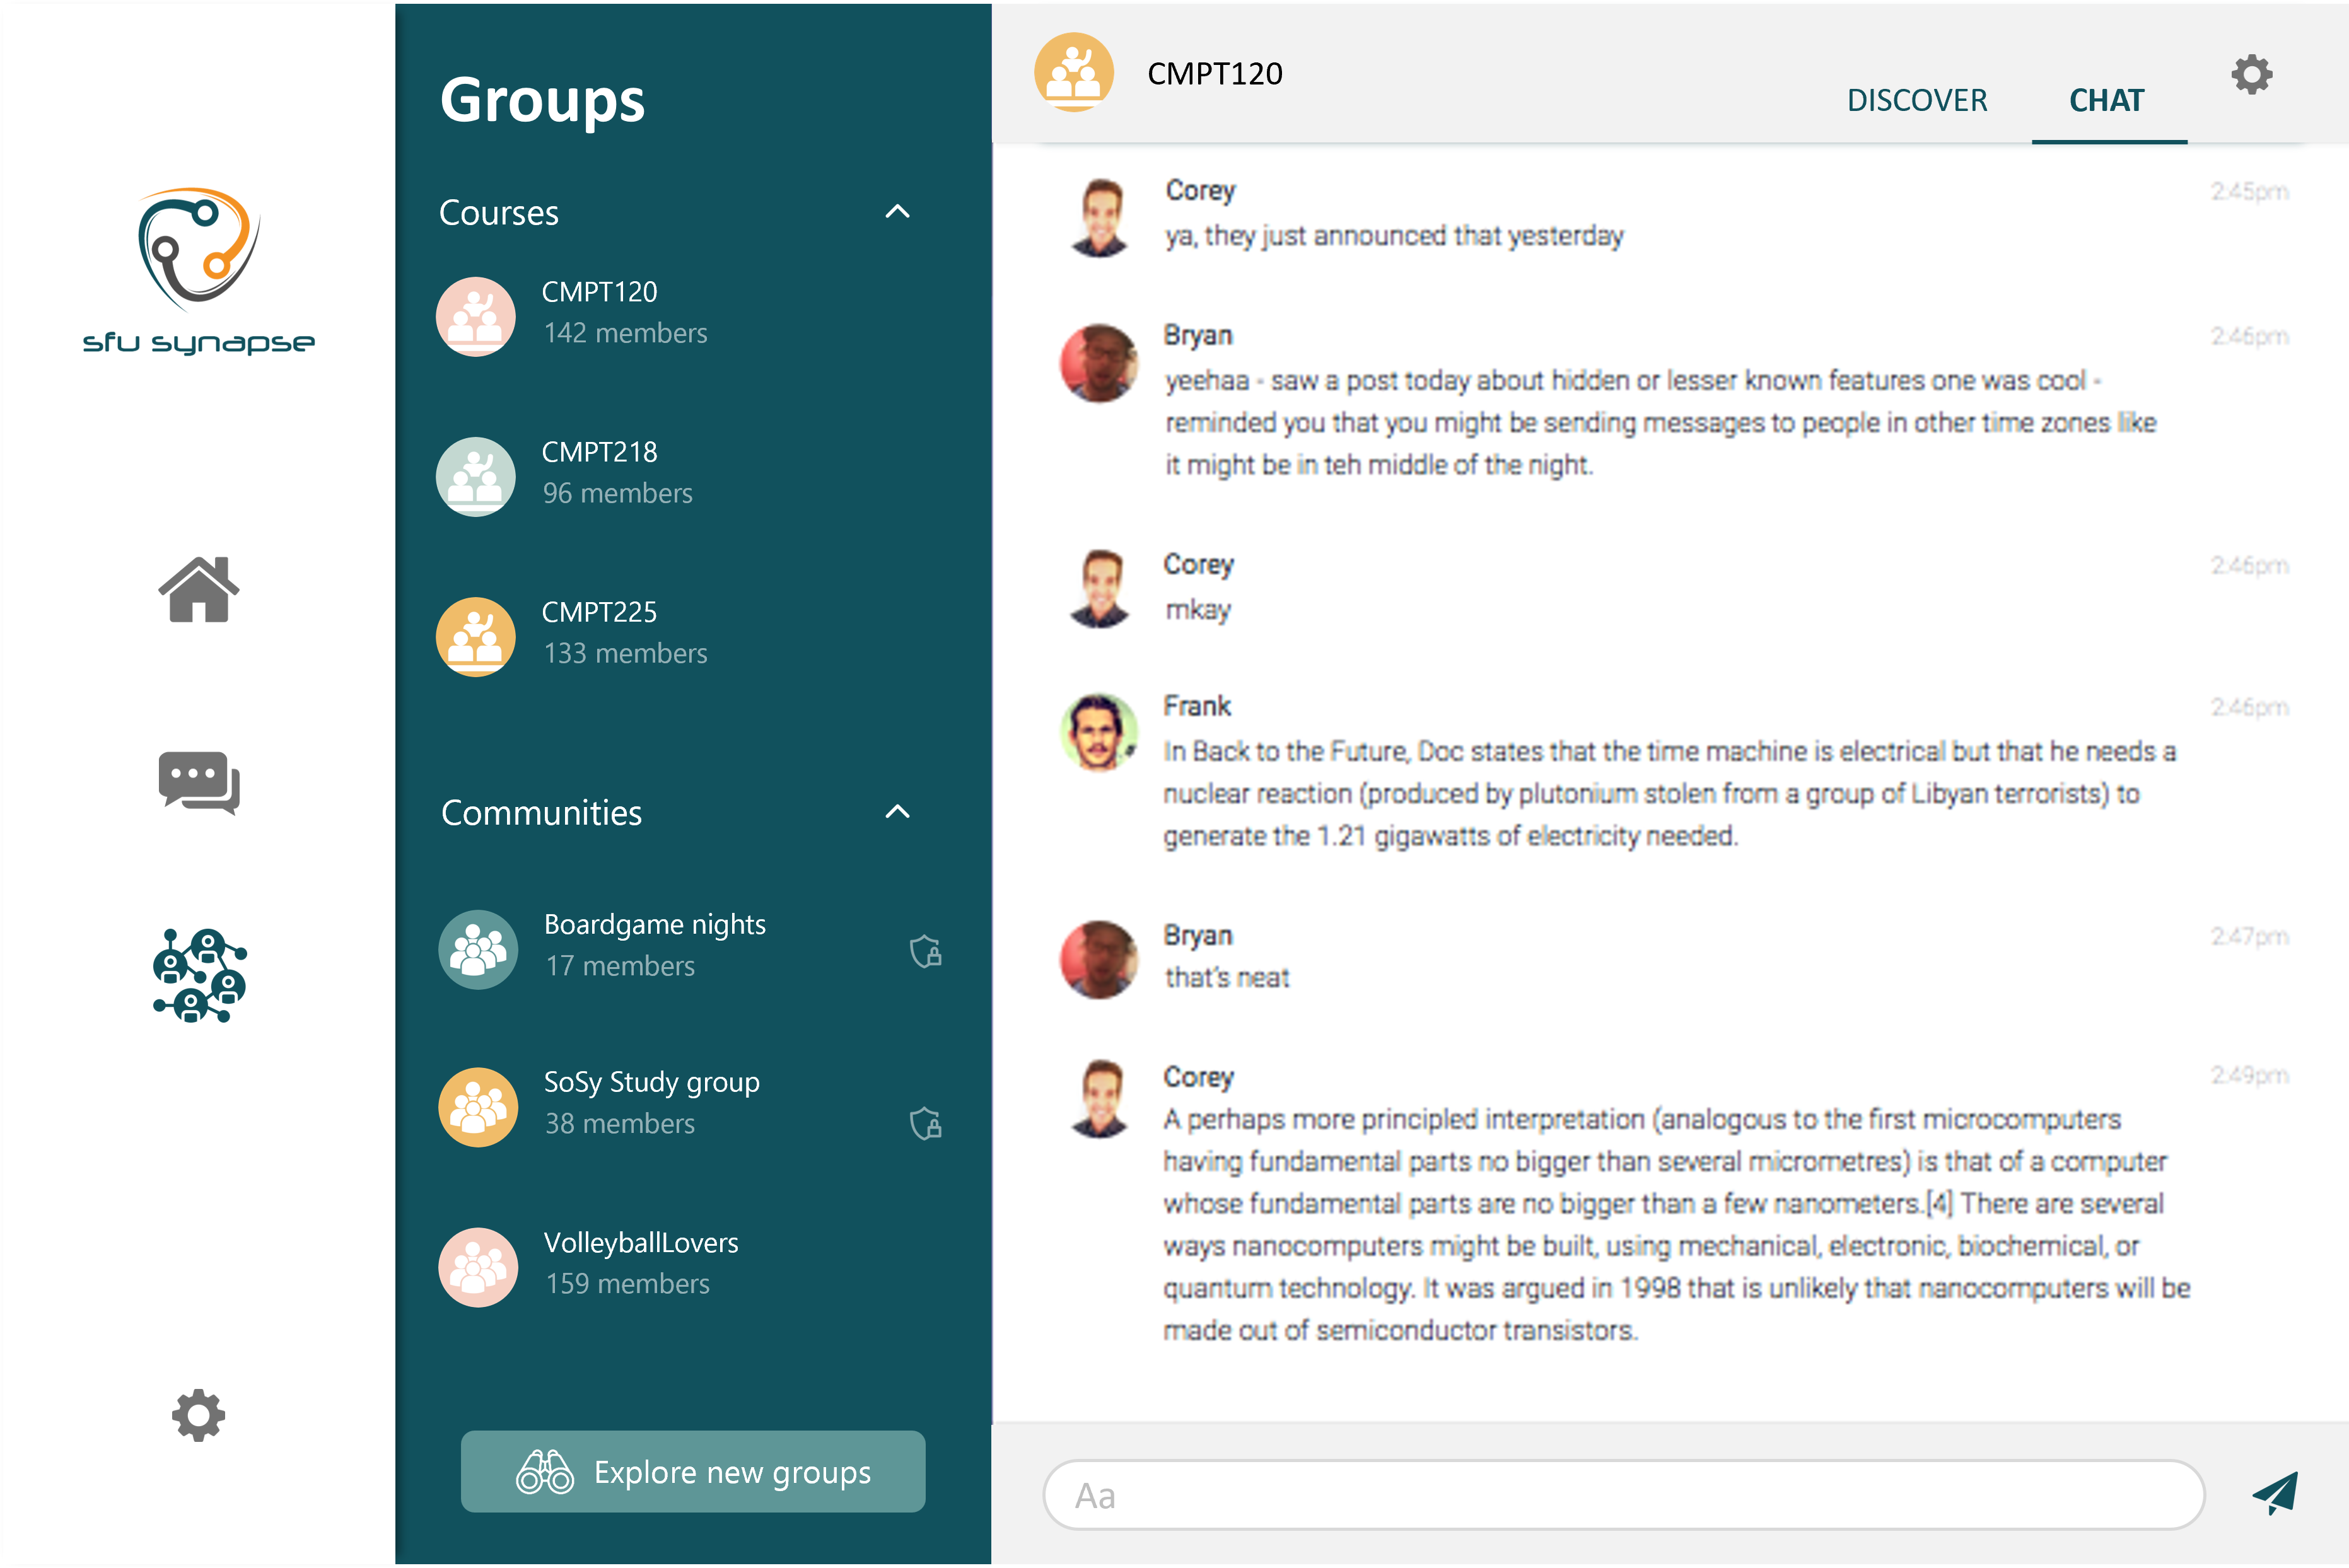 sfu synapse
Groups
Courses
CMPT120
142 members
CMPT218
96 members
CMPT225
133 members
Communities
Boardgame nights
17 members
SoSy Study group
38 members
VolleyballLovers
159 members
Explore new groups
CMPT120
DISCOVER
CHAT
Corey
2:45pm
ya, they just announced that yesterday
Bryan
2:46pm
yeehaa - saw a post today about hidden or lesser known features one was cool -
reminded you that you might be sending messages to people in other time zones like
it might be in teh middle of the night.
Corey
2:46pm
mkay
Frank
2:46pm
In Back to the Future, Doc states that the time machine is electrical but that he needs a
nuclear reaction (produced by plutonium stolen from a group of Libyan terrorists) to
generate the 1.21 gigawatts of electricity needed.
Bryan
2:47pm
that's neat
Corey
2:49pm
A perhaps more principled interpretation (analogous to the first microcomputers
having fundamental parts no bigger than several micrometres) is that of a computer
whose fundamental parts are no bigger than a few nanometers.[4] There are several
ways nanocomputers might be built, using mechanical, electronic, biochemical, or
quantum technology. It was argued in 1998 that is unlikely that nanocomputers will be
made out of semiconductor transistors.
Aa